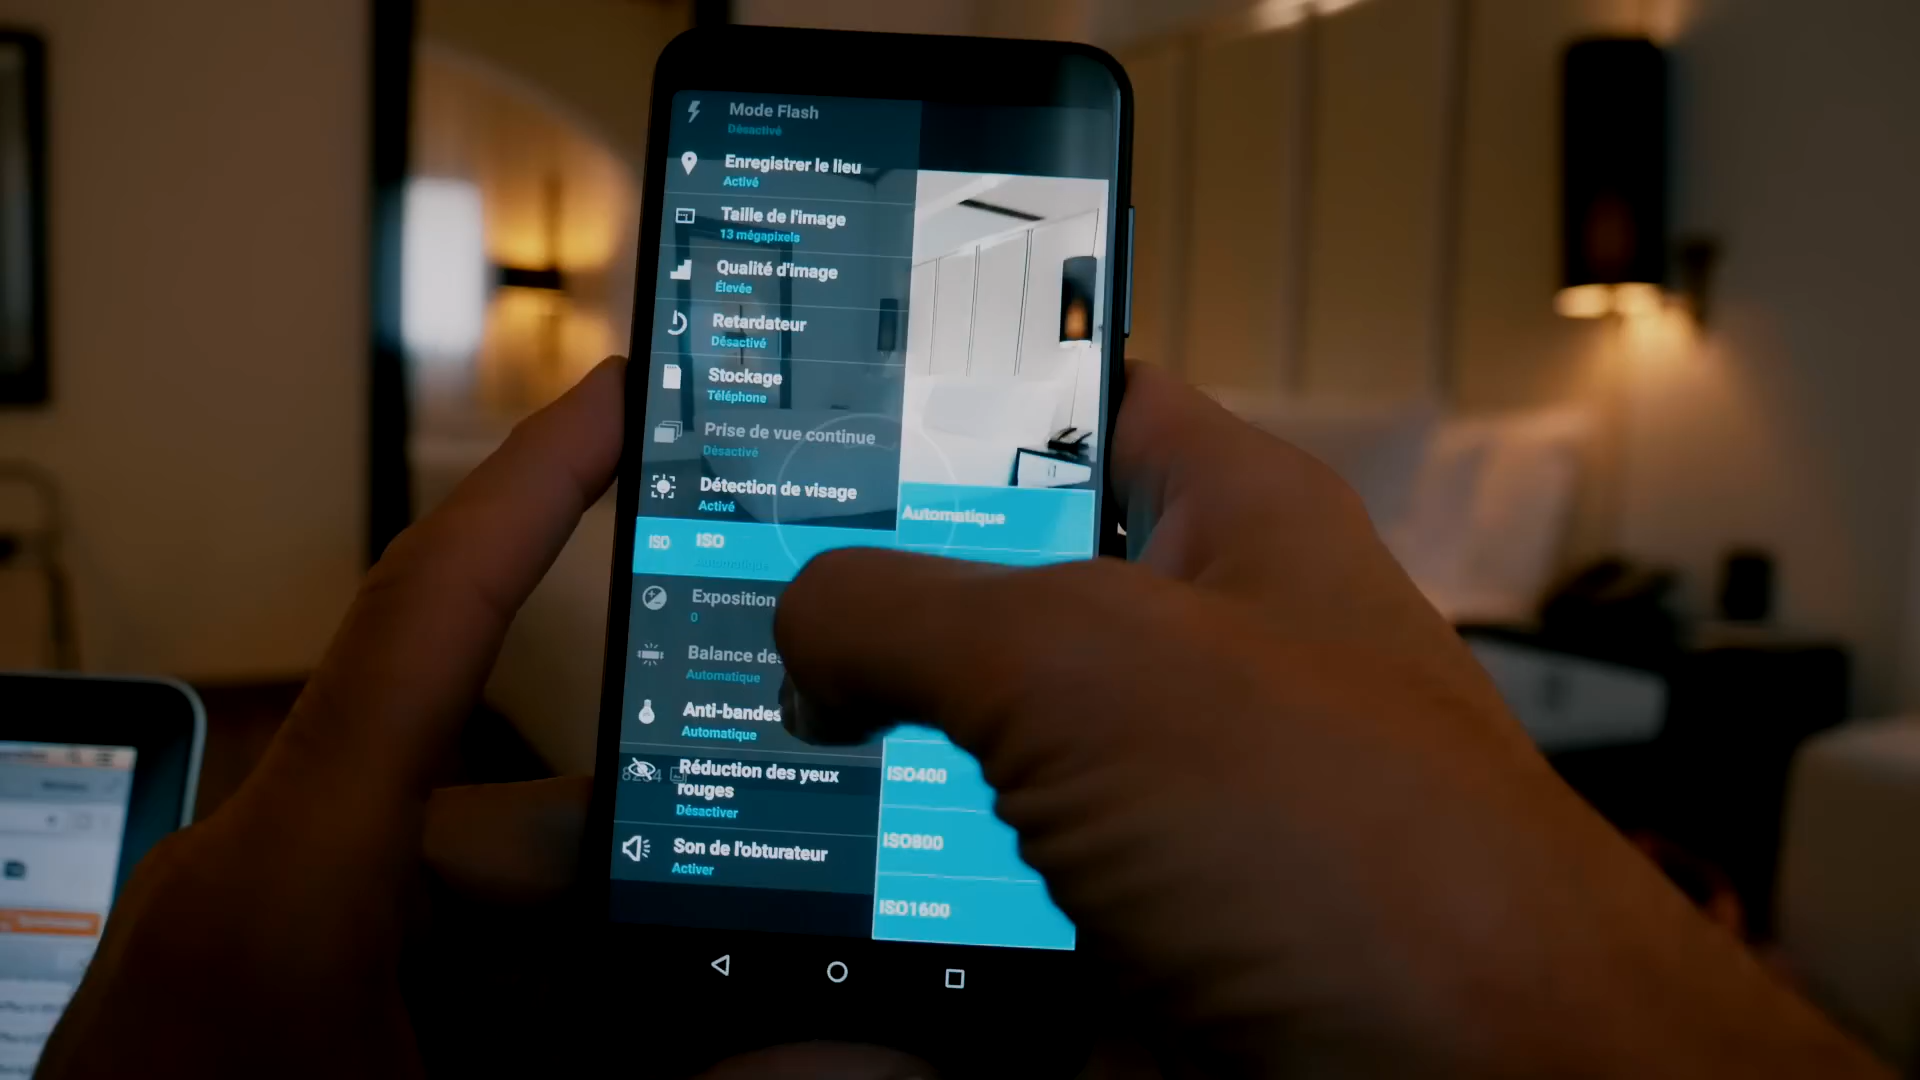 Mode Flash
Désactivé
Enregistrer le lieu
Activé
Taille de l'image
13 mégapixels
Qualité d'image
Élevée
Retardateur
Désactivé
Stockage
Téléphone
Prise de vue continue
Désactivé
Détection de visage
Activé
Automatique
ISO
ISO
Automatique
Exposition
0
Balance des
Automatique
Anti-bandes
Automatique
ISO400
Réduction des yeux
rouges
Désactiver
ISO800
Son de l'obturateur
Activer
ISO1600